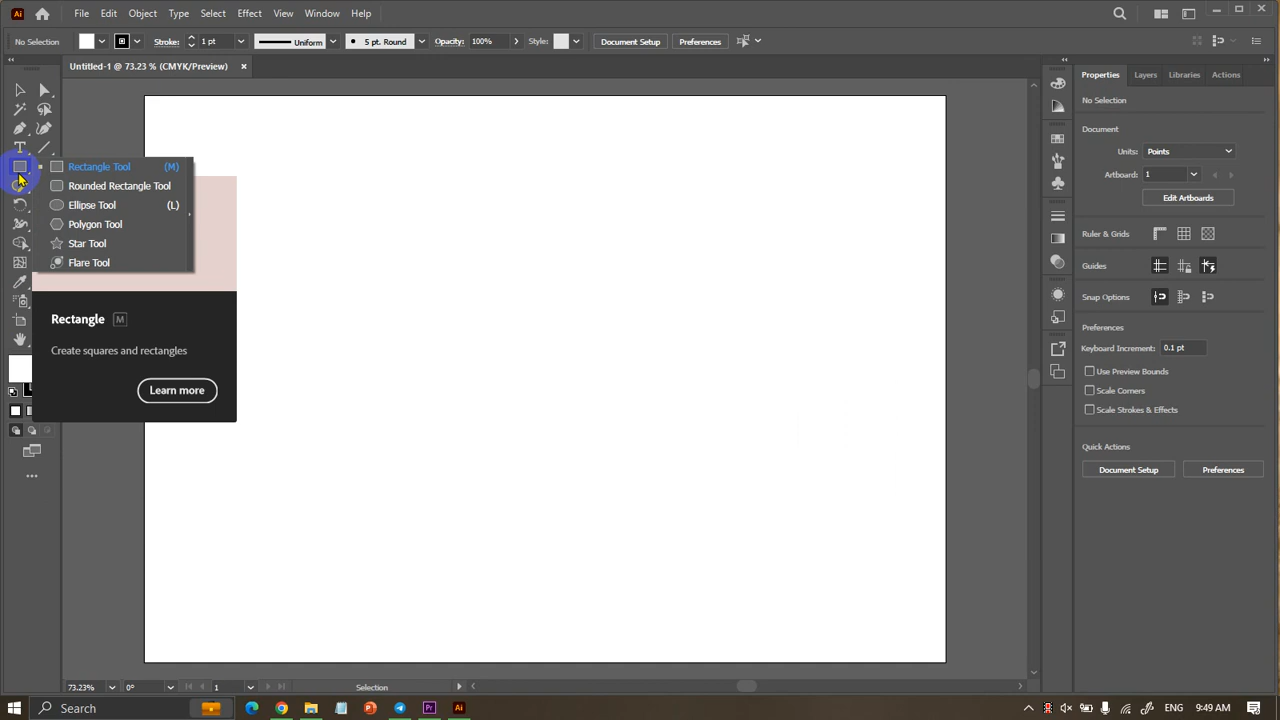 Ai File Edit Object Type Select Effect View Window Help
No Selection Stroke: 1 pt Uniform 5 pt. Round Opacity: 100% Style: Document Setup Preferences
Untitled-1 @ 73.23 % (CMYK/Preview) ×
Rectangle Tool (M)
Rounded Rectangle Tool
Ellipse Tool (L)
Polygon Tool
Star Tool
Flare Tool
Rectangle M
Create squares and rectangles
Learn more
Properties Layers Libraries Actions
No Selection
Document
Units: Points
Artboard: 1
Edit Artboards
Ruler & Grids
Guides
Snap Options
Preferences
Keyboard Increment: 0.1 pt
Use Preview Bounds
Scale Corners
Scale Strokes & Effects
Quick Actions
Document Setup Preferences
73.23% 0° 1 Selection
Search Pr Ai 9:49 AM